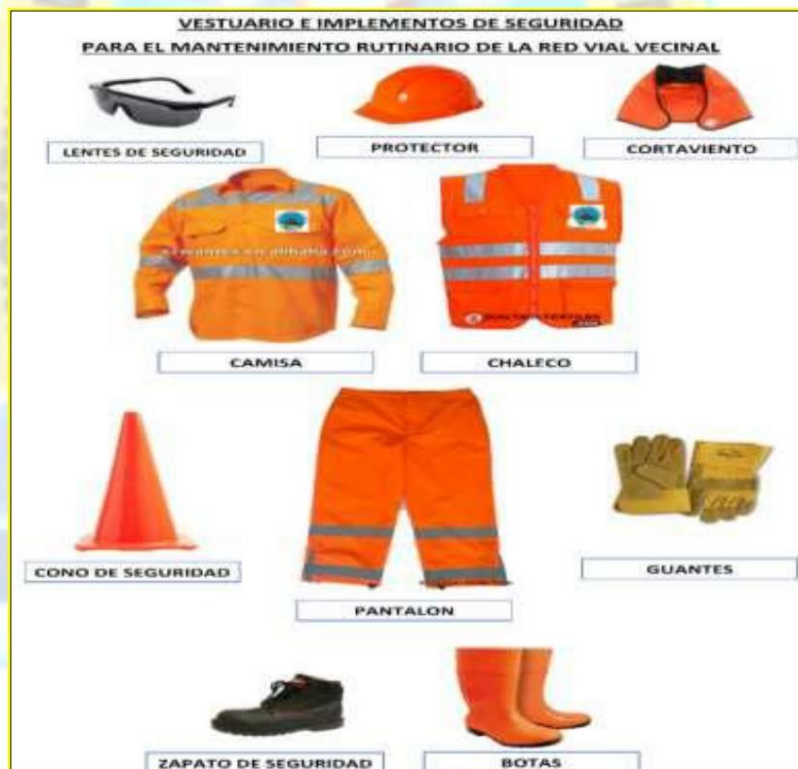 VESTUARIO E IMPLEMENTOS DE SEGURIDAD
PARA EL MANTENIMIENTO RUTINARIO DE LA RED VIAL VECINAL
LENTES DE SEGURIDAD
PROTECTOR
CORTAVIENTO
CAMISA
CHALECO
CONO DE SEGURIDAD
GUANTES
PANTALON
ZAPATO DE SEGURIDAD
BOTAS